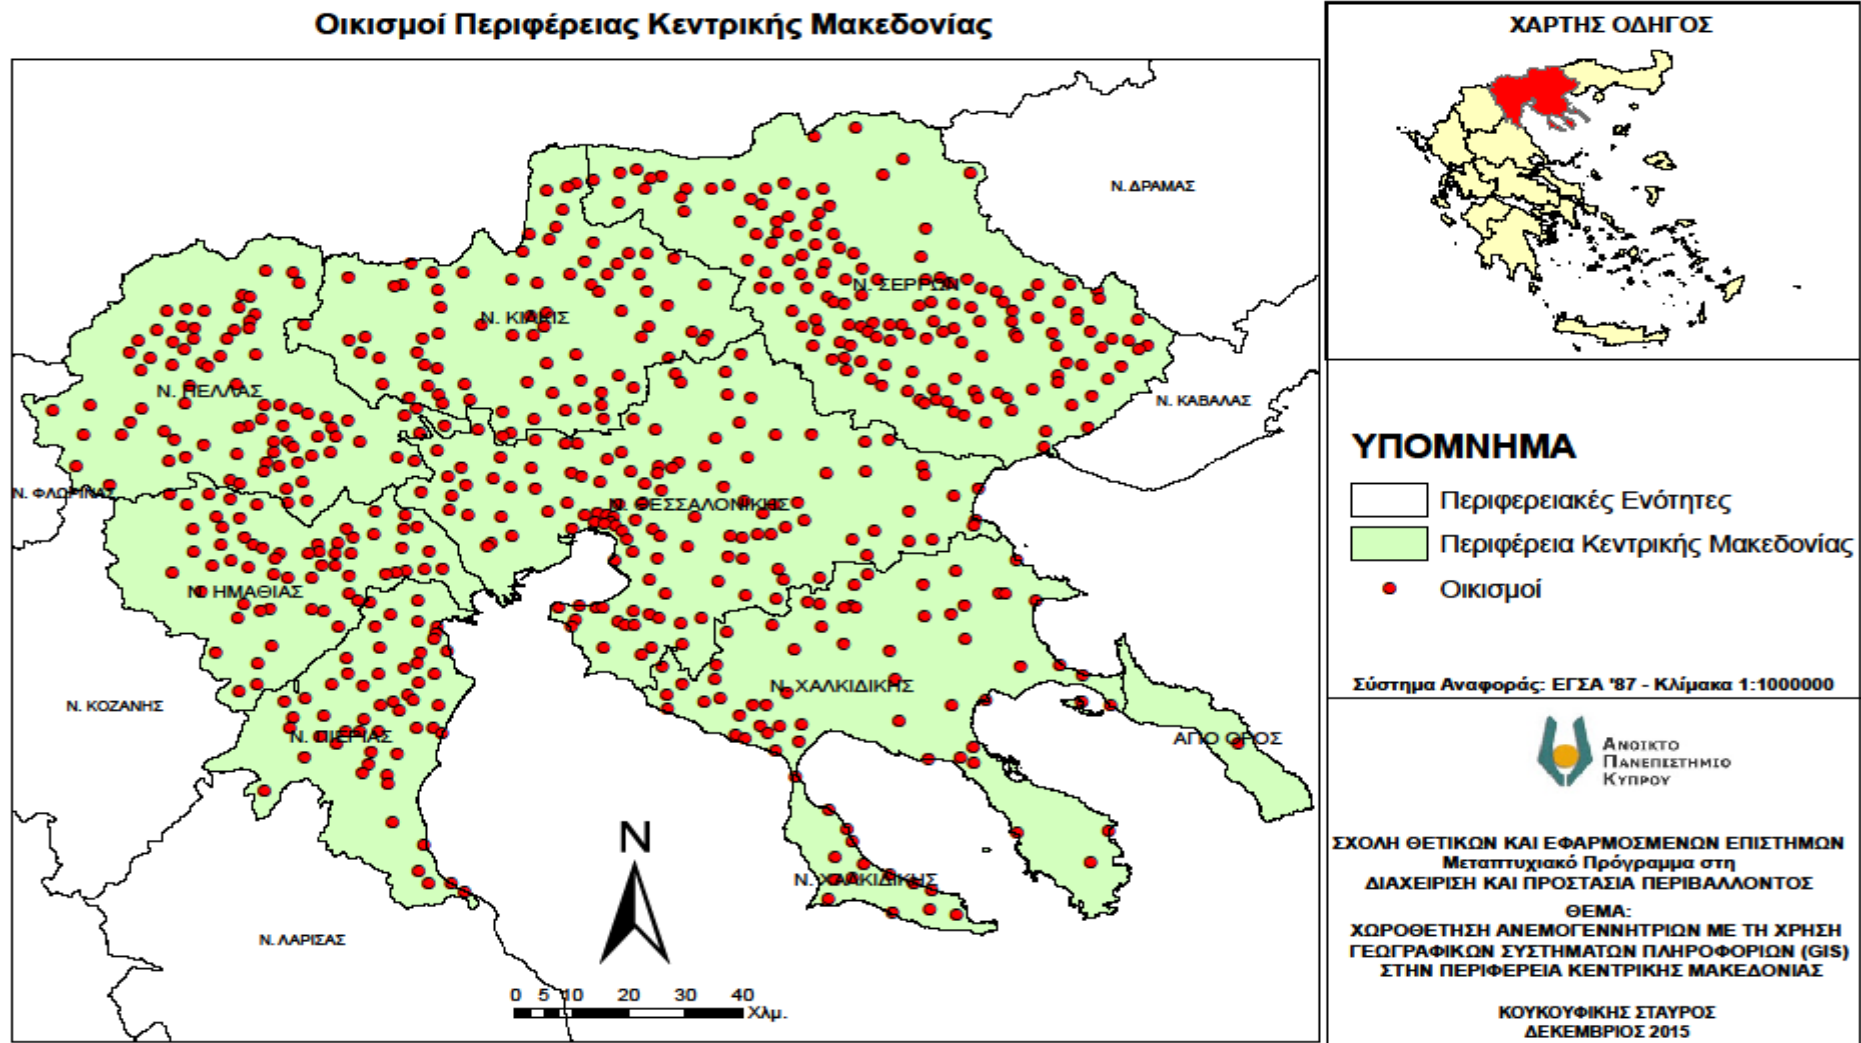 Οικισμοί Περιφέρειας Κεντρικής Μακεδονίας
Ν. ΔΡΑΜΑΣ
Ν. ΣΕΡΡΩΝ
Ν. ΚΙΛΚΙΣ
Ν. ΠΕΛΛΑΣ
Ν. ΚΑΒΑΛΑΣ
Ν. ΦΛΩΡΙΝΑΣ
Ν. ΘΕΣΣΑΛΟΝΙΚΗΣ
Ν. ΗΜΑΘΙΑΣ
Ν. ΧΑΛΚΙΔΙΚΗΣ
Ν. ΚΟΖΑΝΗΣ
Ν. ΠΙΕΡΙΑΣ
ΑΓΙΟ ΟΡΟΣ
Ν. ΧΑΛΚΙΔΙΚΗΣ
Ν. ΛΑΡΙΣΑΣ
N
0 5 10 20 30 40
Χλμ.
ΧΑΡΤΗΣ ΟΔΗΓΟΣ
ΥΠΟΜΝΗΜΑ
Περιφερειακές Ενότητες
Περιφέρεια Κεντρικής Μακεδονίας
Οικισμοί
Σύστημα Αναφοράς: ΕΓΣΑ '87 - Κλίμακα 1:1000000
ΑΝΟΙΚΤΟ
ΠΑΝΕΠΙΣΤΗΜΙΟ
ΚΥΠΡΟΥ
ΣΧΟΛΗ ΘΕΤΙΚΩΝ ΚΑΙ ΕΦΑΡΜΟΣΜΕΝΩΝ ΕΠΙΣΤΗΜΩΝ
Μεταπτυχιακό Πρόγραμμα στη
ΔΙΑΧΕΙΡΙΣΗ ΚΑΙ ΠΡΟΣΤΑΣΙΑ ΠΕΡΙΒΑΛΛΟΝΤΟΣ
ΘΕΜΑ:
ΧΩΡΟΘΕΤΗΣΗ ΑΝΕΜΟΓΕΝΝΗΤΡΙΩΝ ΜΕ ΤΗ ΧΡΗΣΗ
ΓΕΩΓΡΑΦΙΚΩΝ ΣΥΣΤΗΜΑΤΩΝ ΠΛΗΡΟΦΟΡΙΩΝ (GIS)
ΣΤΗΝ ΠΕΡΙΦΕΡΕΙΑ ΚΕΝΤΡΙΚΗΣ ΜΑΚΕΔΟΝΙΑΣ
ΚΟΥΚΟΥΦΙΚΗΣ ΣΤΑΥΡΟΣ
ΔΕΚΕΜΒΡΙΟΣ 2015